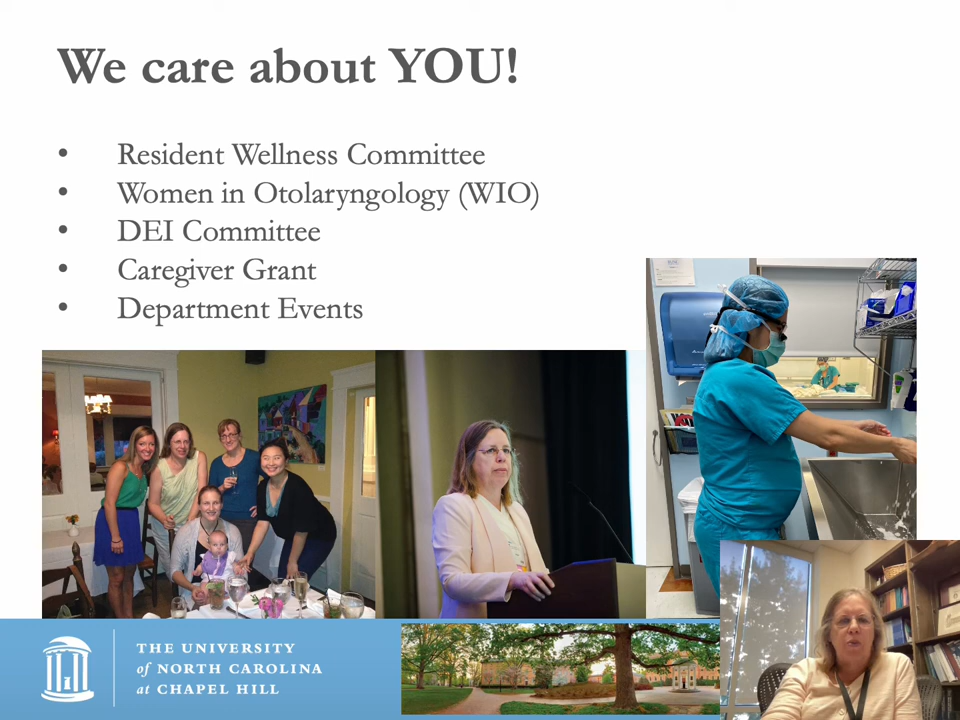 We care about YOU!
• Resident Wellness Committee
• Women in Otolaryngology (WIO)
• DEI Committee
• Caregiver Grant
• Department Events
THE UNIVERSITY
of NORTH CAROLINA
at CHAPEL HILL